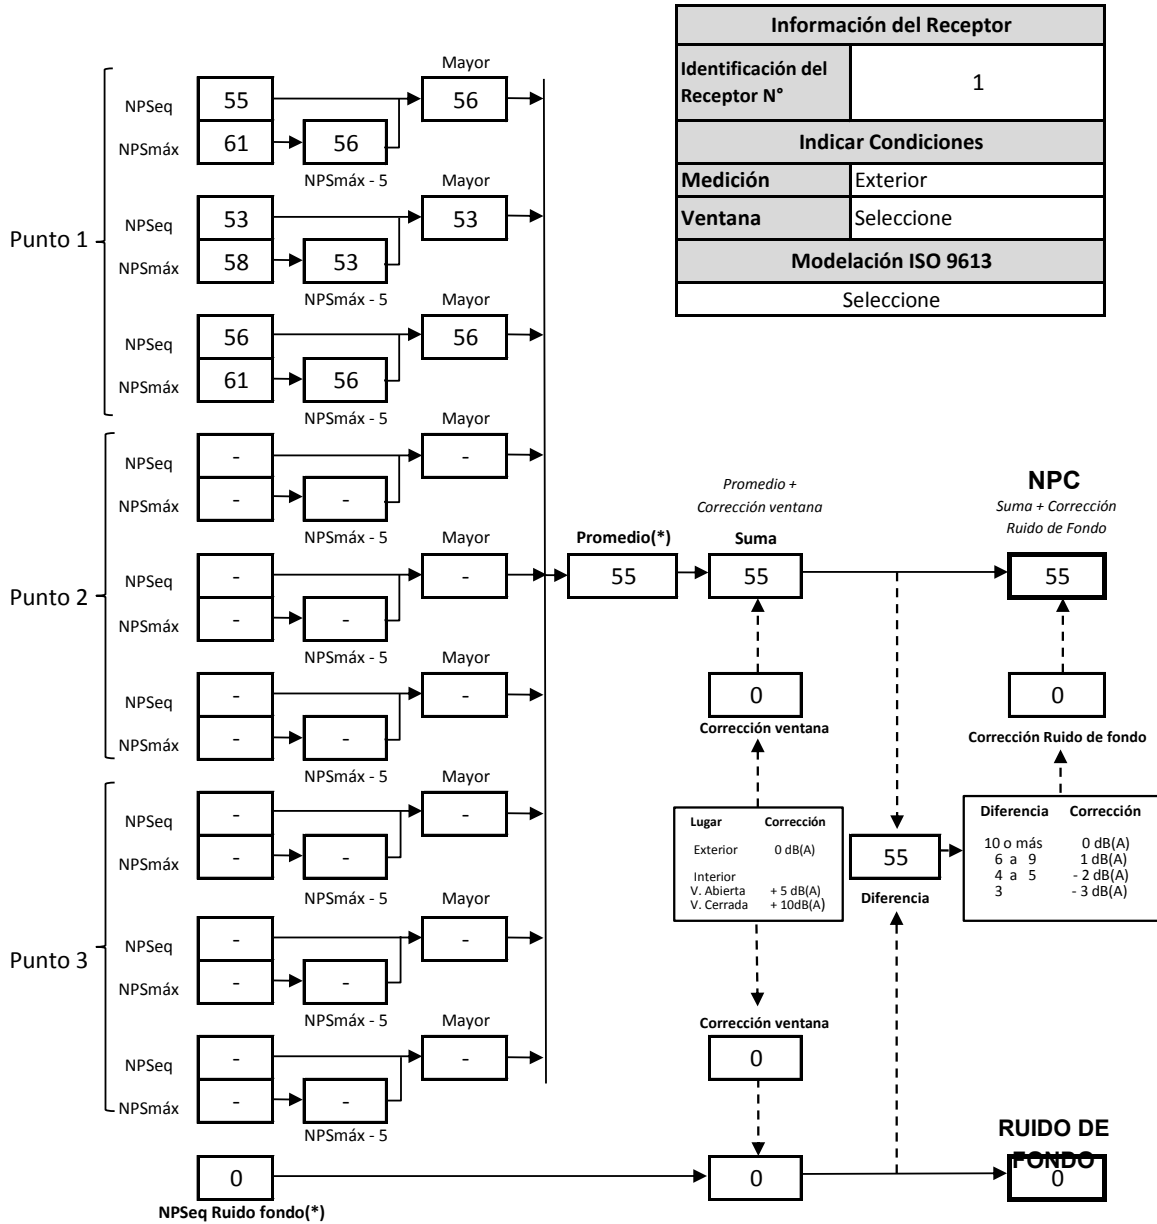 Información del Receptor
Identificación del
Receptor N°
1
Indicar Condiciones
Medición Exterior
Ventana Seleccione
Modelación ISO 9613
Seleccione
Punto 1
Mayor
NPSeq 55 56
NPSmáx 61 56
NPSmáx - 5
Mayor
NPSeq 53 53
NPSmáx 58 53
NPSmáx - 5
Mayor
NPSeq 56 56
NPSmáx 61 56
NPSmáx - 5
Punto 2
Mayor
NPSeq - -
NPSmáx - -
NPSmáx - 5
Mayor
NPSeq - -
NPSmáx - -
NPSmáx - 5
Mayor
NPSeq - -
NPSmáx - -
NPSmáx - 5
Punto 3
Mayor
NPSeq - -
NPSmáx - -
NPSmáx - 5
Mayor
NPSeq - -
NPSmáx - -
NPSmáx - 5
Mayor
NPSeq - -
NPSmáx - -
NPSmáx - 5
0
NPSeq Ruido fondo(*)
Promedio(*)
55
Promedio +
Corrección ventana
Suma
55
0
Corrección ventana
Lugar Corrección
Exterior 0 dB(A)
Interior
V. Abierta + 5 dB(A)
V. Cerrada + 10dB(A)
Corrección ventana
0
0
55
Diferencia
NPC
Suma + Corrección
Ruido de Fondo
55
0
Corrección Ruido de fondo
Diferencia Corrección
10 o más 0 dB(A)
6 a 9 1 dB(A)
4 a 5 - 2 dB(A)
3 - 3 dB(A)
RUIDO DE
FONDO
0